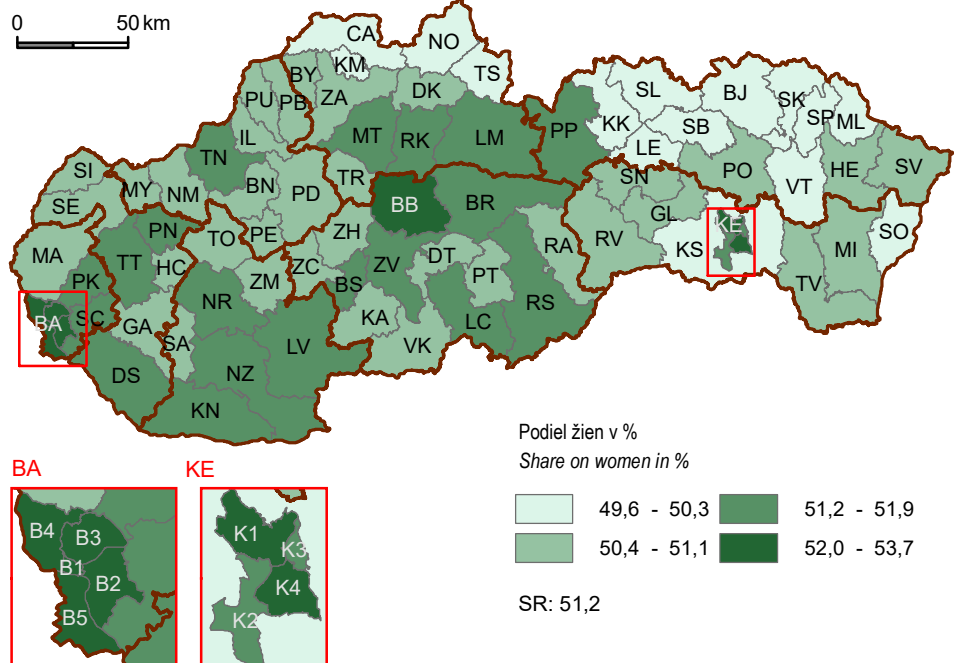 0 50 km
CA NO
KM TS
BY
PU PB ZA DK SL BJ SK
SP ML
MT RK LM PP KK SB
IL LE
TN
SI TR SN PO HE SV
MY NM BN PD VT
SE BB BR GL
PN TO PE ZH KE SO
MA RA RV KS MI
TT HC ZC DT
PK ZM BS ZV PT TV
NR RS
BA SC GA KA LC
SA LV VK
DS NZ
KN
Podiel žien v %
Share on women in %
49,6 - 50,3 51,2 - 51,9
50,4 - 51,1 52,0 - 53,7
SR: 51,2
BA KE
B4 B3
B1
B2
B5
K1
K3
K4
K2